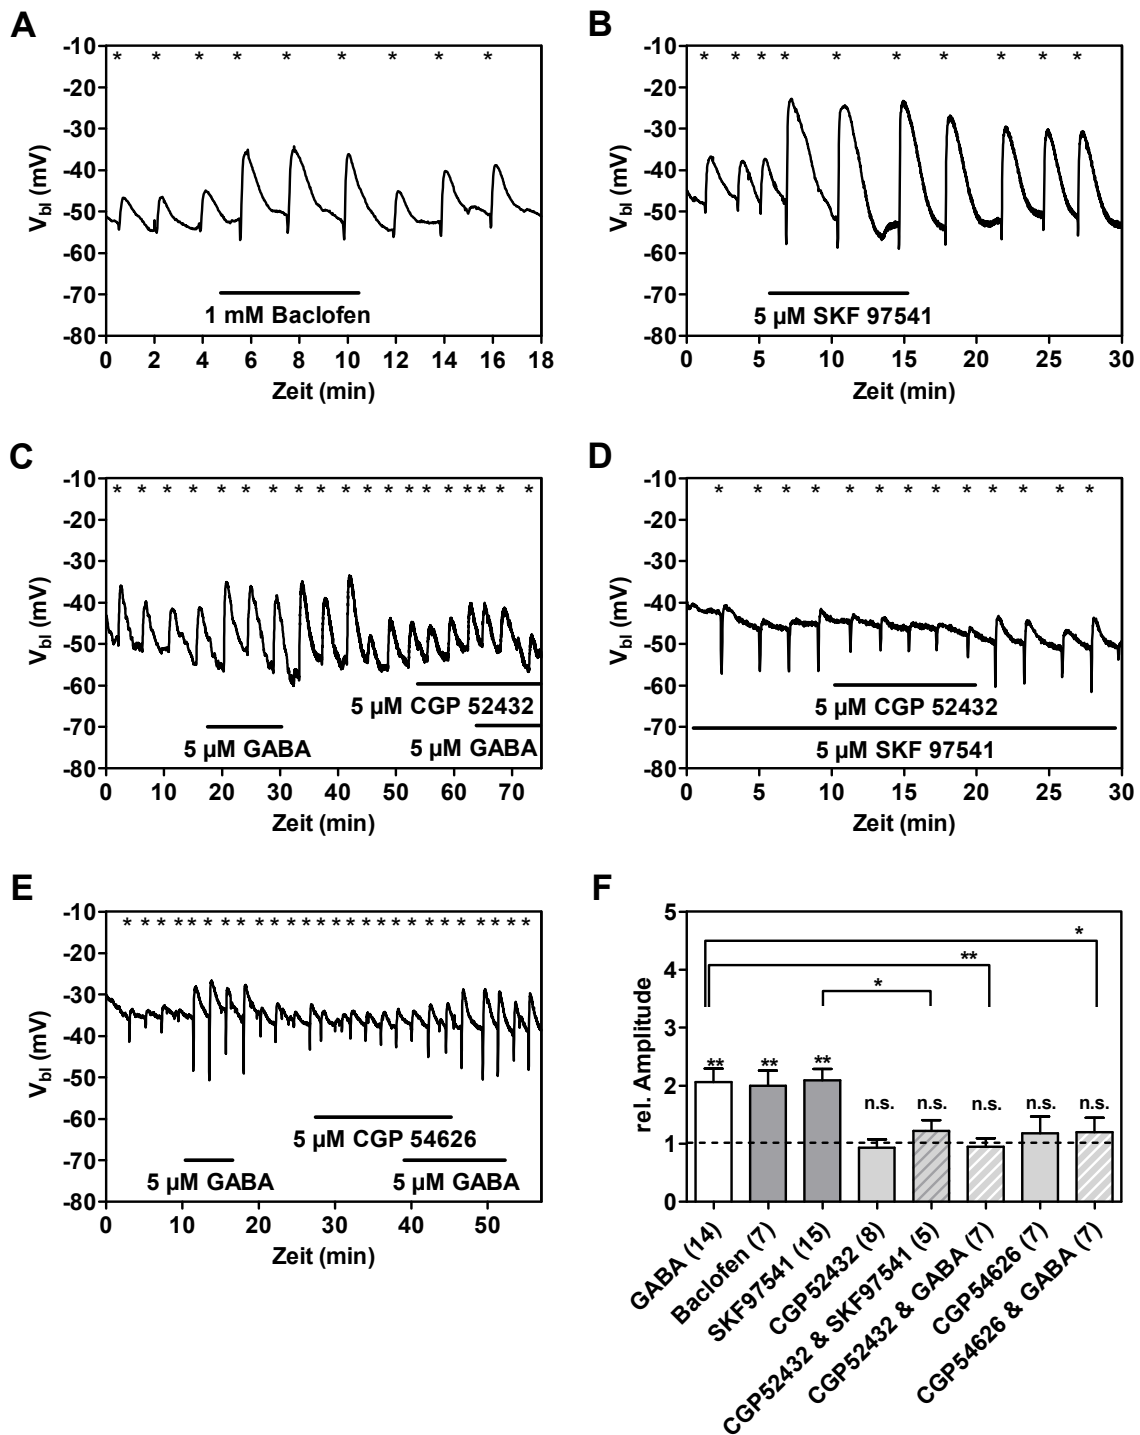 A
-10
-20
-30
-40
-50
-60
-70
-80
V_bl (mV)
* * * * * * * * *
1 mM Baclofen
0 2 4 6 8 10 12 14 16 18
Zeit (min)
B
-10
-20
-30
-40
-50
-60
-70
-80
V_bl (mV)
* * * * * * * * * *
5 µM SKF 97541
0 5 10 15 20 25 30
Zeit (min)
C
-10
-20
-30
-40
-50
-60
-70
-80
V_bl (mV)
* * * * * * * * * * * * * * * * *
5 µM CGP 52432
5 µM GABA 5 µM GABA
0 10 20 30 40 50 60 70
Zeit (min)
D
-10
-20
-30
-40
-50
-60
-70
-80
V_bl (mV)
* * * * * * * * * * * * *
5 µM CGP 52432
5 µM SKF 97541
0 5 10 15 20 25 30
Zeit (min)
E
-10
-20
-30
-40
-50
-60
-70
-80
V_bl (mV)
* * * * * * * * * * * * * * * * * * * * * * * * *
5 µM CGP 54626
5 µM GABA 5 µM GABA
0 10 20 30 40 50
Zeit (min)
F
5
4
3
2
1
0
rel. Amplitude
*
**
*
** ** ** n.s. n.s. n.s. n.s. n.s.
GABA (14)
Baclofen (7)
SKF97541 (15)
CGP52432 (8)
CGP52432 & SKF97541 (5)
CGP52432 & GABA (7)
CGP54626 (7)
CGP54626 & GABA (7)